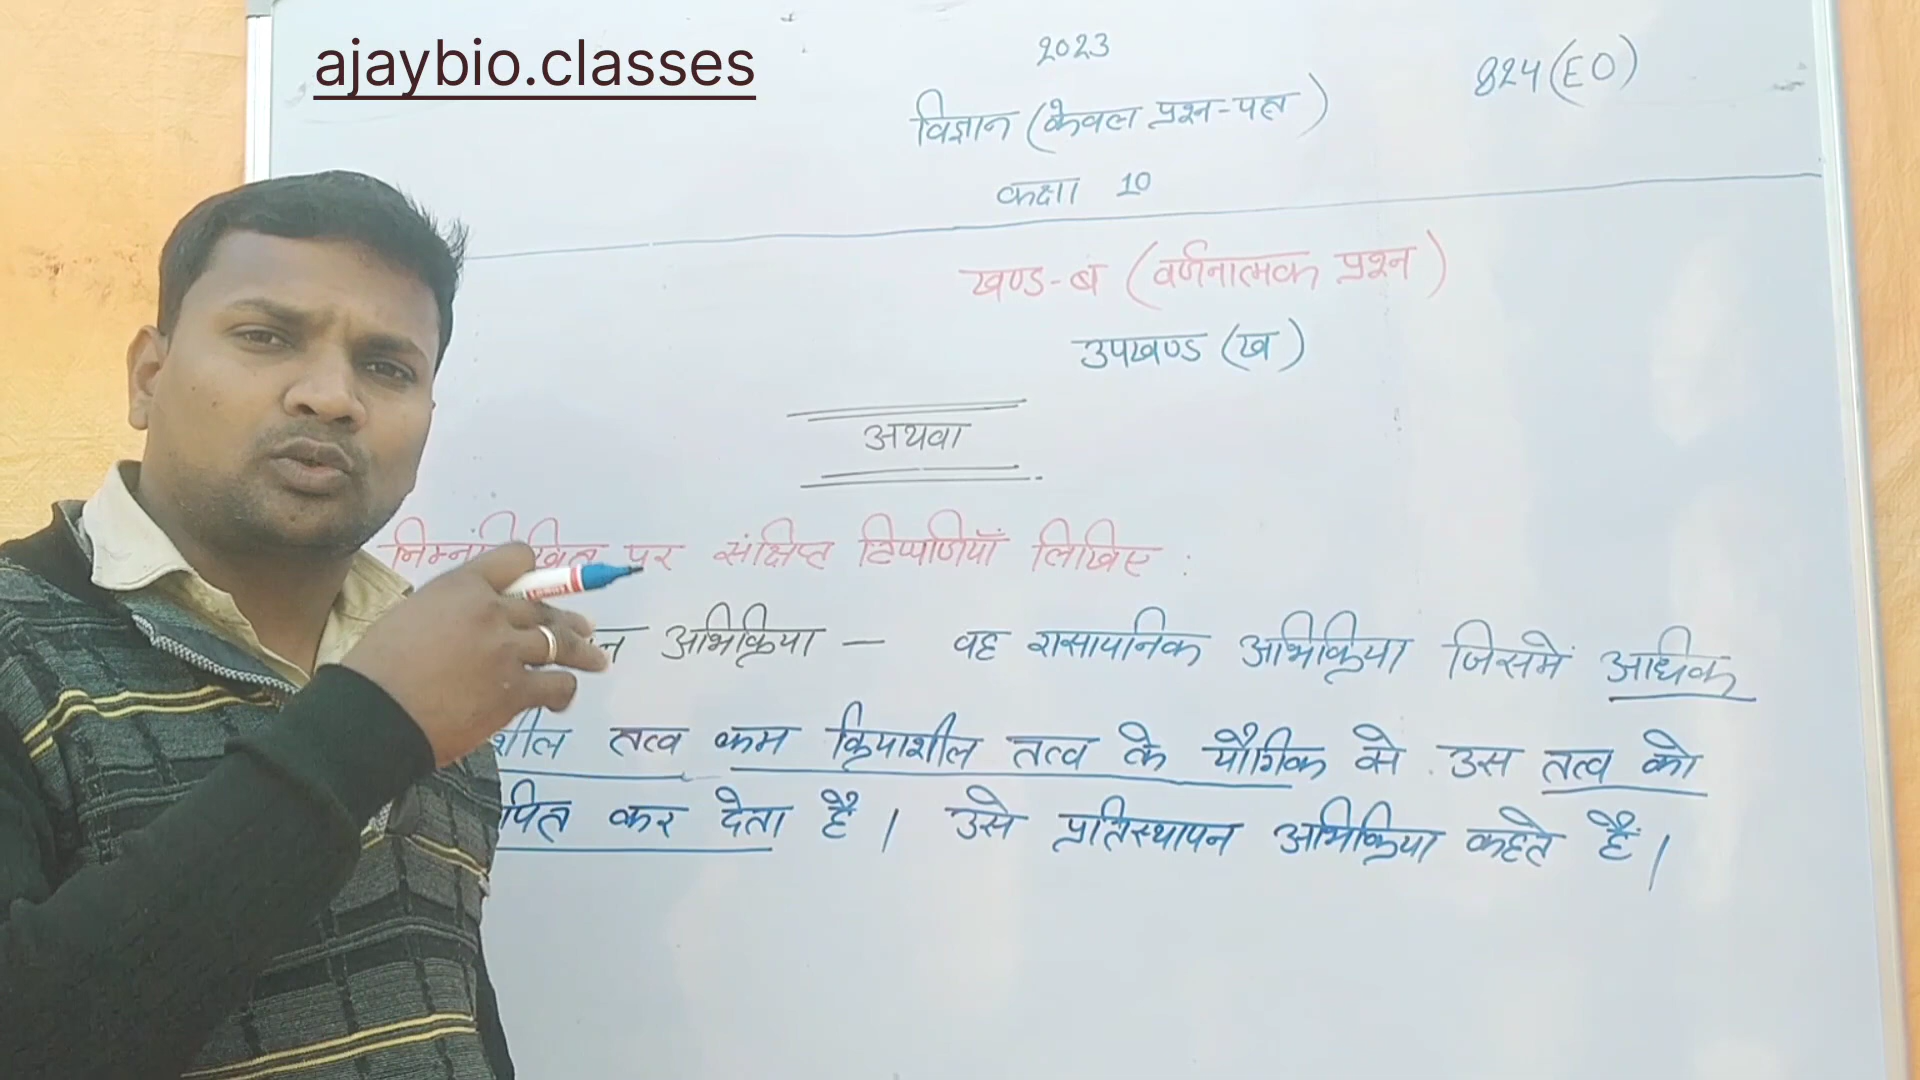 ajaybio.classes
2023
824(EO)
विज्ञान (केवल प्रश्न-पत्र)
कक्षा 10
खण्ड-ब (वर्णनात्मक प्रश्न)
उपखण्ड (ख)
अथवा
पर संक्षिप्त टिप्पणियाँ लिखिए :
अभिक्रिया – वह रासायनिक अभिक्रिया जिसमें अधिक
तत्व कम क्रियाशील तत्व के यौगिक से उस तत्व को
कर देता है। उसे प्रतिस्थापन अभिक्रिया कहते हैं।